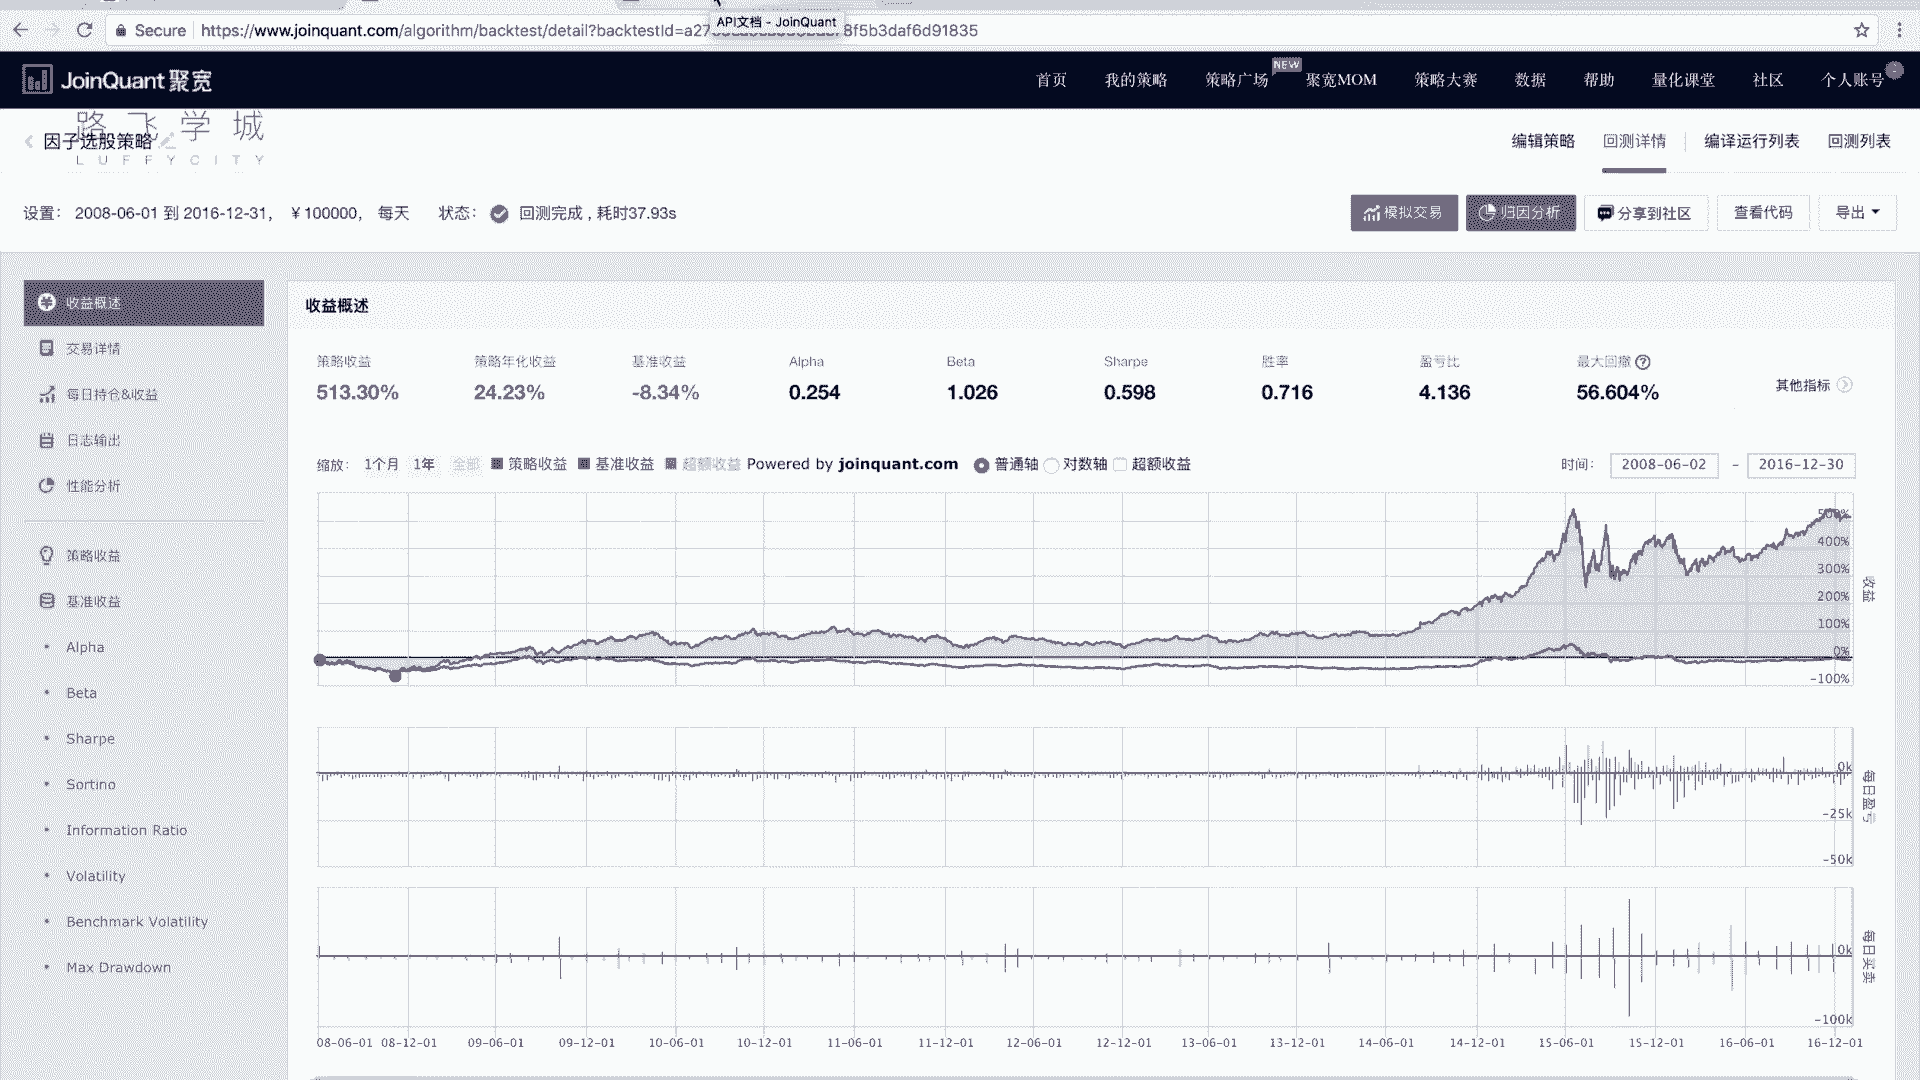 API文档 - JoinQuant
Secure https://www.joinquant.com/algorithm/backtest/detail?backtestId=a27 8f5b3daf6d91835
JoinQuant 聚宽
首页 我的策略 策略广场 NEW 聚宽MOM 策略大赛 数据 帮助 量化课堂 社区 个人账号
路飞学城
LUFFYCITY
因子选股策略
编辑策略 回测详情 编译运行列表 回测列表
设置: 2008-06-01 到 2016-12-31, ¥100000, 每天 状态: 回测完成,耗时37.93s
模拟交易 归因分析 分享到社区 查看代码 导出
收益概述
交易详情
每日持仓&收益
日志输出
性能分析
策略收益
基准收益
Alpha
Beta
Sharpe
Sortino
Information Ratio
Volatility
Benchmark Volatility
Max Drawdown
收益概述
策略收益 策略年化收益 基准收益 Alpha Beta Sharpe 胜率 盈亏比 最大回撤
513.30% 24.23% -8.34% 0.254 1.026 0.598 0.716 4.136 56.604%
其他指标
缩放: 1个月 1年 全部 策略收益 基准收益 超额收益 Powered by joinquant.com 普通轴 对数轴 超额收益 时间: 2008-06-02 - 2016-12-30
500%
400%
300%
200%
100%
0%
-100%
收益
0k
-25k
-50k
每日盈亏
0k
-100k
每日买卖
08-06-01 08-12-01 09-06-01 09-12-01 10-06-01 10-12-01 11-06-01 11-12-01 12-06-01 12-12-01 13-06-01 13-12-01 14-06-01 14-12-01 15-06-01 15-12-01 16-06-01 16-12-01